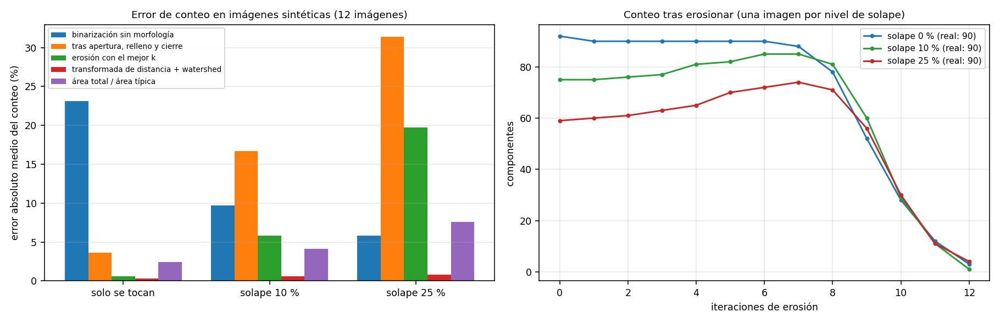 Error de conteo en imágenes sintéticas (12 imágenes)
error absoluto medio del conteo (%)
30
25
20
15
10
5
0
binarización sin morfología
tras apertura, relleno y cierre
erosión con el mejor k
transformada de distancia + watershed
área total / área típica
solo se tocan
solape 10 %
solape 25 %
Conteo tras erosionar (una imagen por nivel de solape)
componentes
80
60
40
20
0
solape 0 % (real: 90)
solape 10 % (real: 90)
solape 25 % (real: 90)
0
2
4
6
8
10
12
iteraciones de erosión